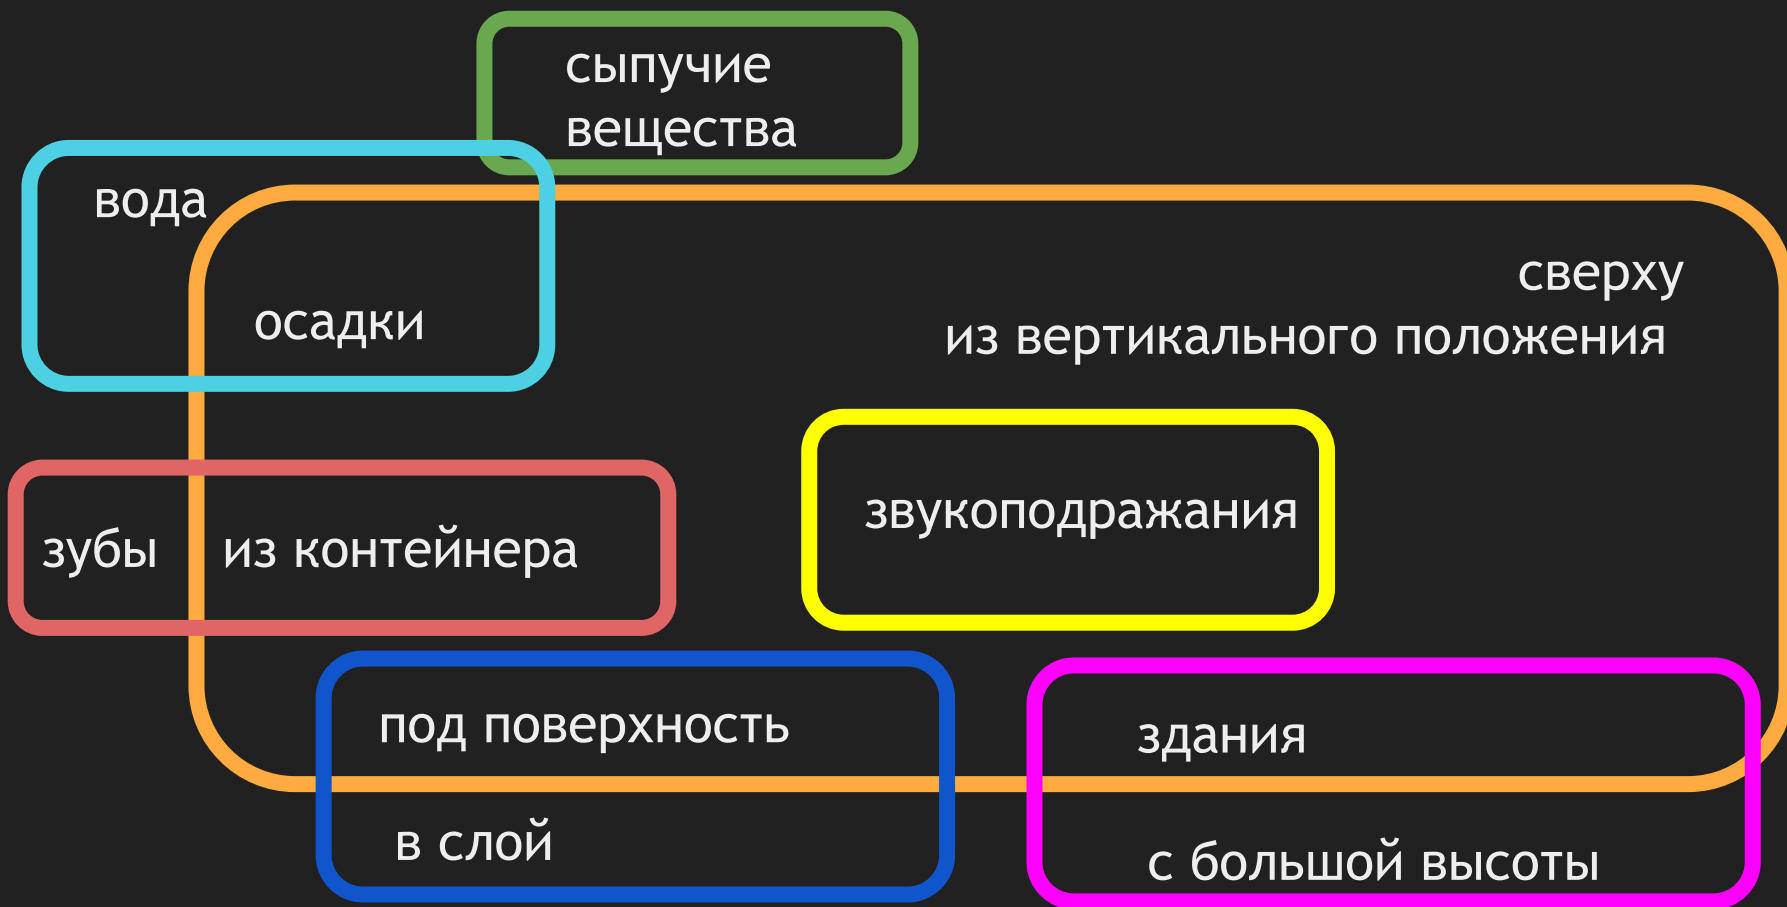 сыпучие
вещества
вода
осадки
сверху
из вертикального положения
звукоподражания
зубы
из контейнера
под поверхность
здания
в слой
с большой высоты